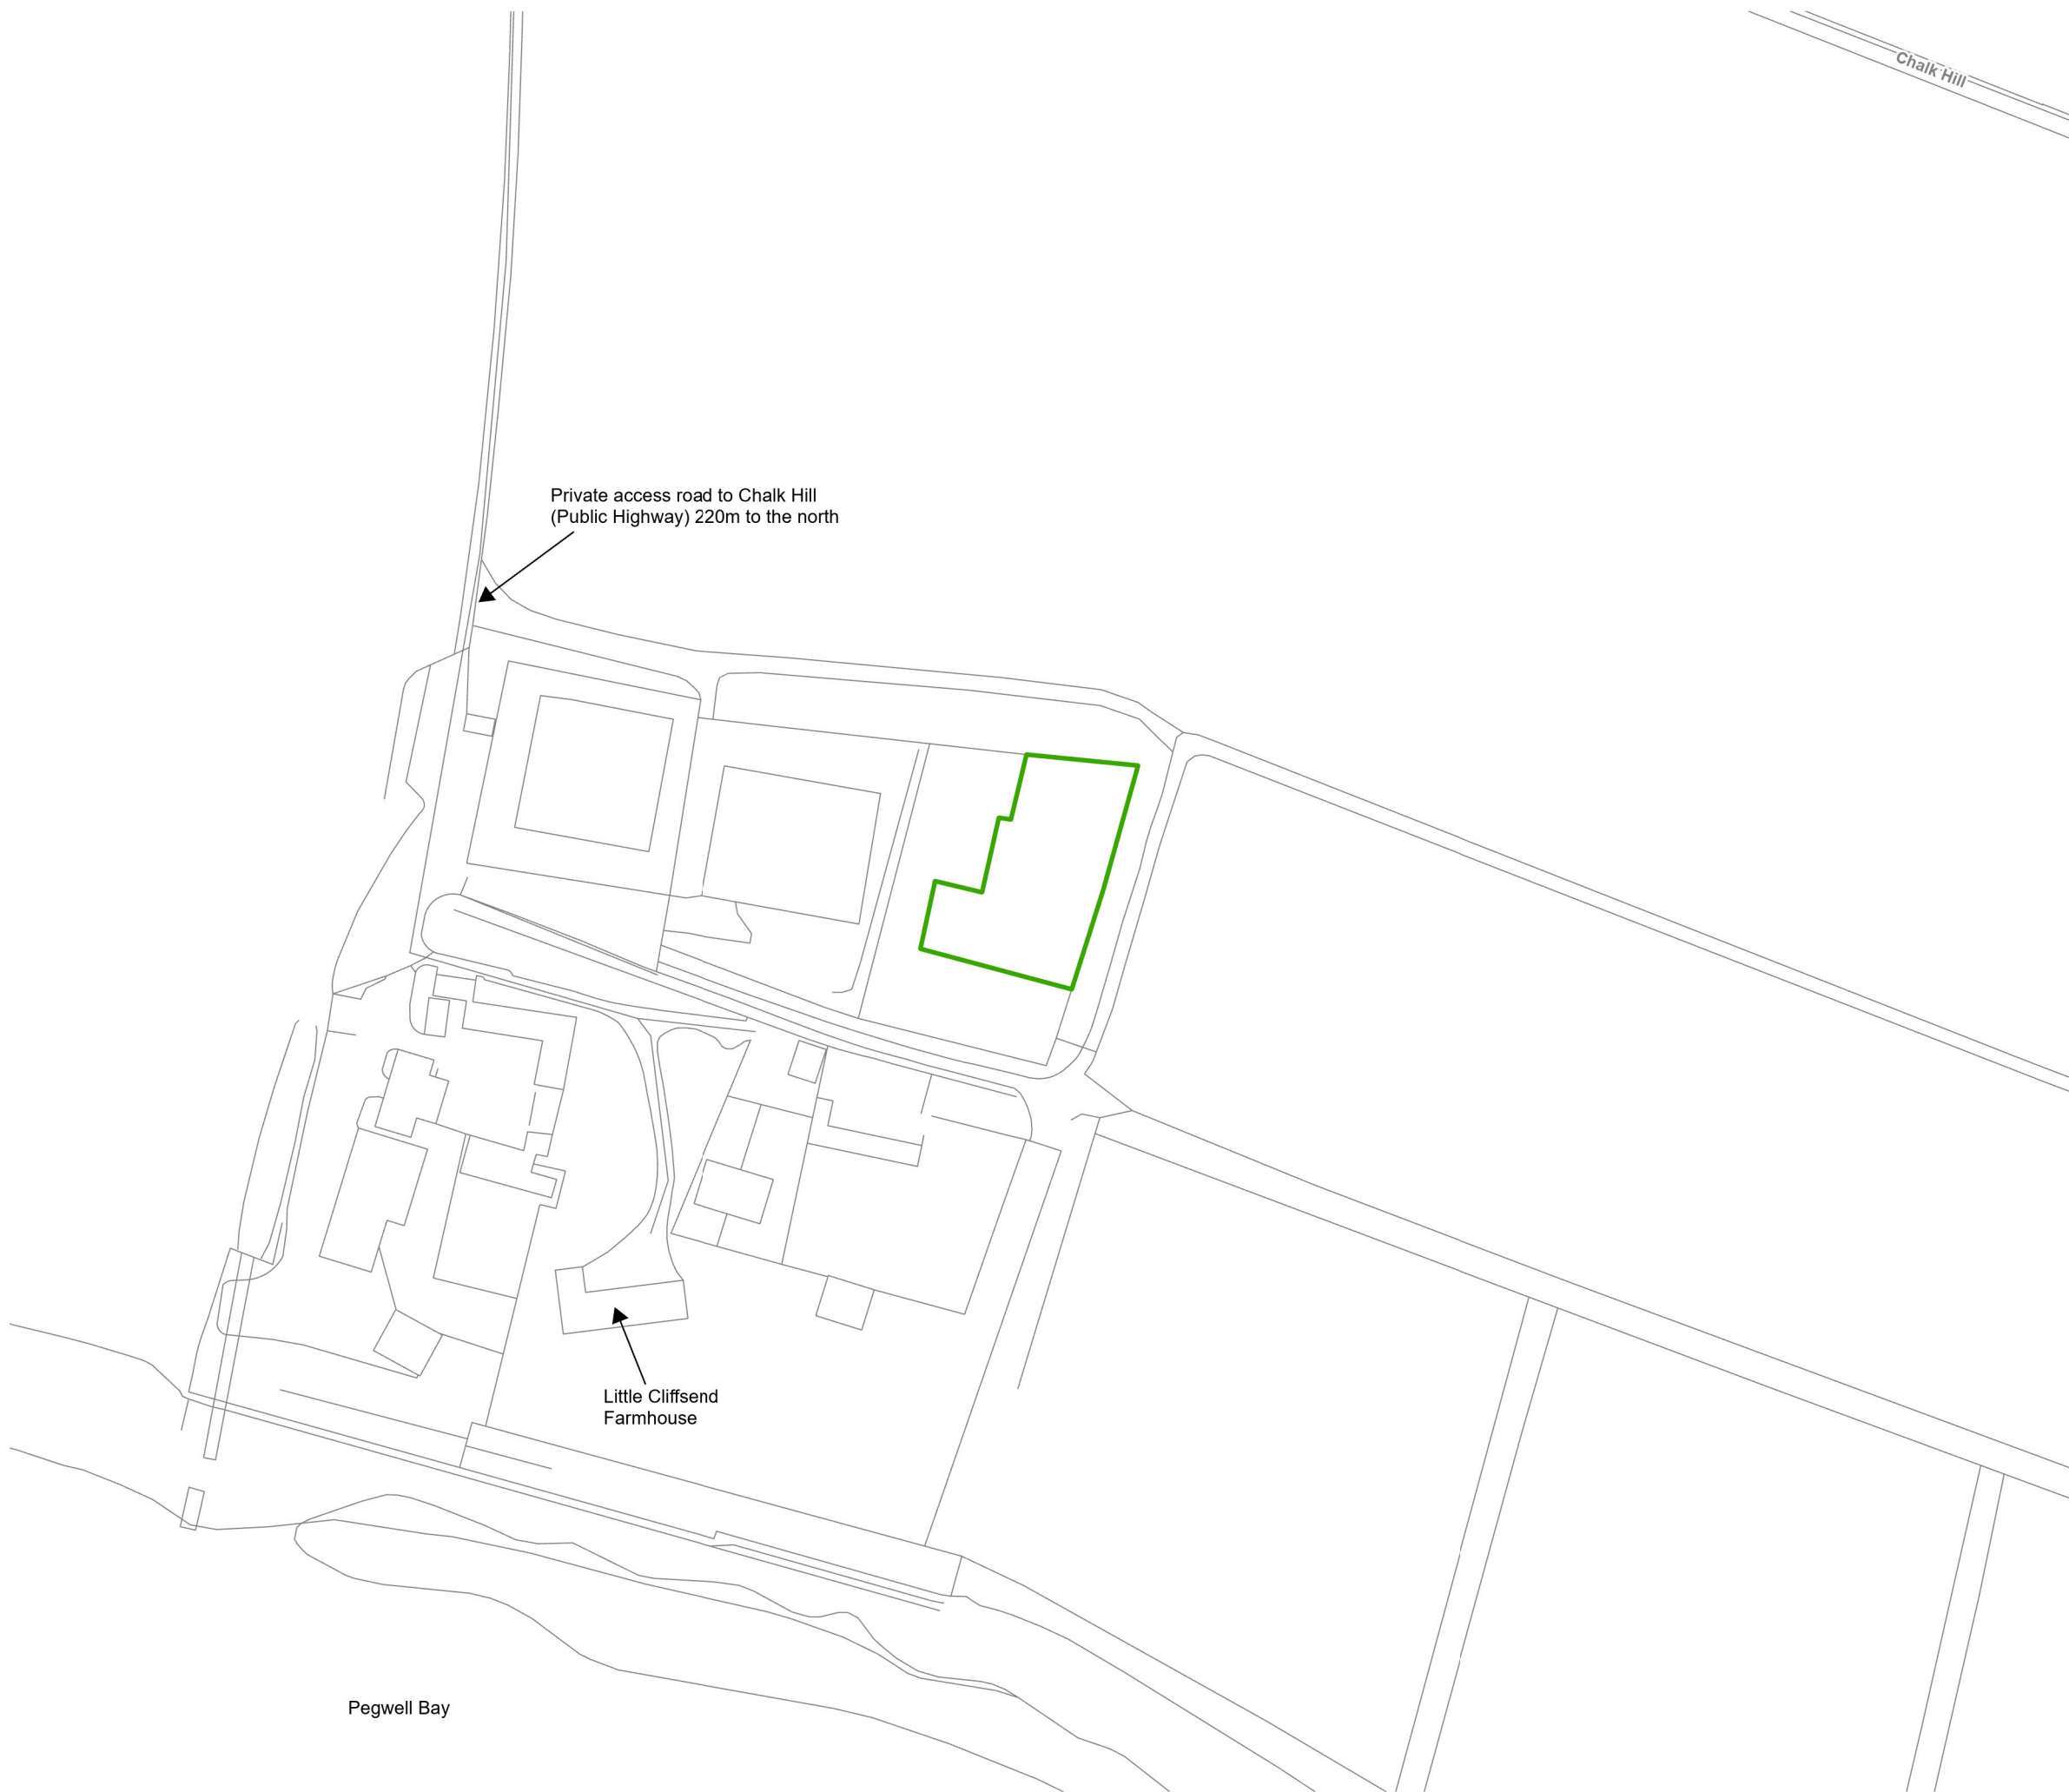 Chalk Hill
Private access road to Chalk Hill
(Public Highway) 220m to the north
Little Cliffsend
Farmhouse
Pegwell Bay